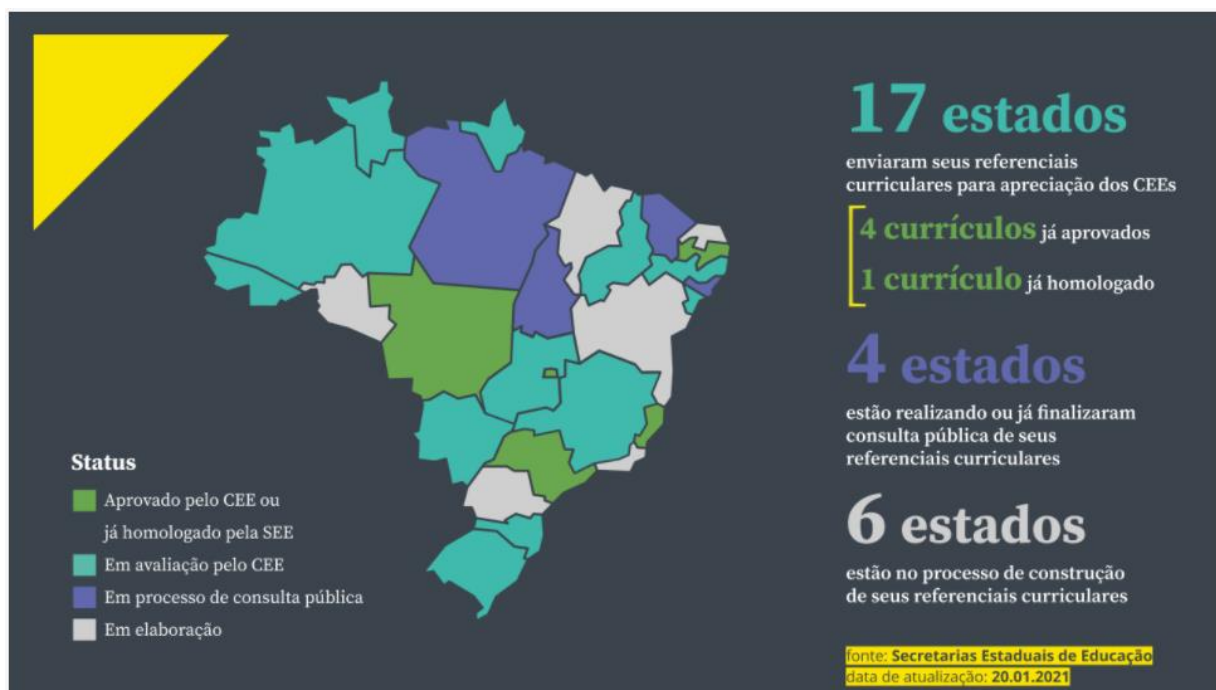 17 estados
enviaram seus referenciais
curriculares para apreciação dos CEEs
4 currículos já aprovados
1 currículo já homologado
4 estados
estão realizando ou já finalizaram
consulta pública de seus
referenciais curriculares
6 estados
estão no processo de construção
de seus referenciais curriculares
fonte: Secretarias Estaduais de Educação
data de atualização: 20.01.2021
Status
Aprovado pelo CEE ou
já homologado pela SEE
Em avaliação pelo CEE
Em processo de consulta pública
Em elaboração